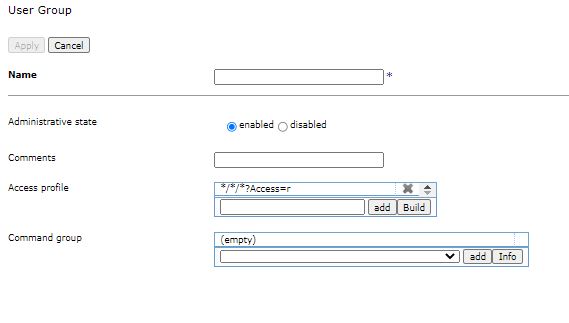 User Group
Apply Cancel
Name *
Administrative state enabled disabled
Comments
Access profile */*/*?Access=r
add Build
Command group (empty)
add Info